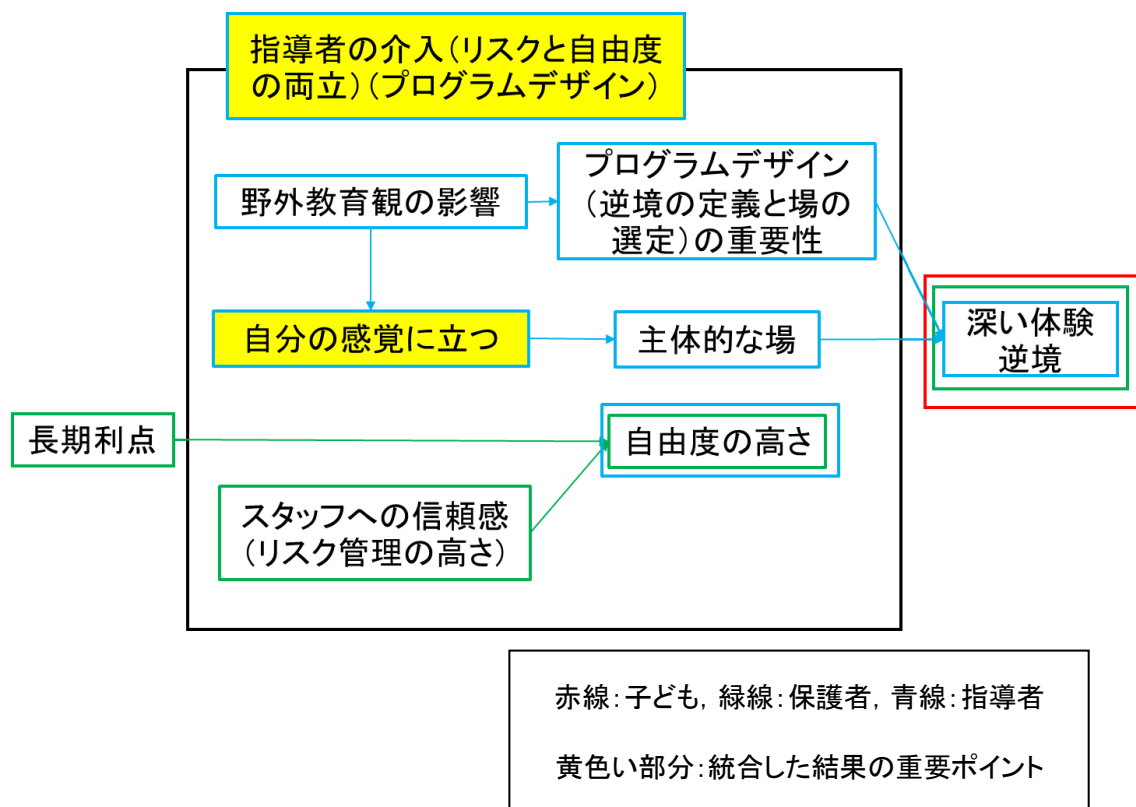 指導者の介入（リスクと自由度
の両立）（プログラムデザイン）
野外教育観の影響
プログラムデザイン
（逆境の定義と場の
選定）の重要性
自分の感覚に立つ
主体的な場
深い体験
逆境
長期利点
自由度の高さ
スタッフへの信頼感
（リスク管理の高さ）
赤線：子ども，緑線：保護者，青線：指導者
黄色い部分：統合した結果の重要ポイント